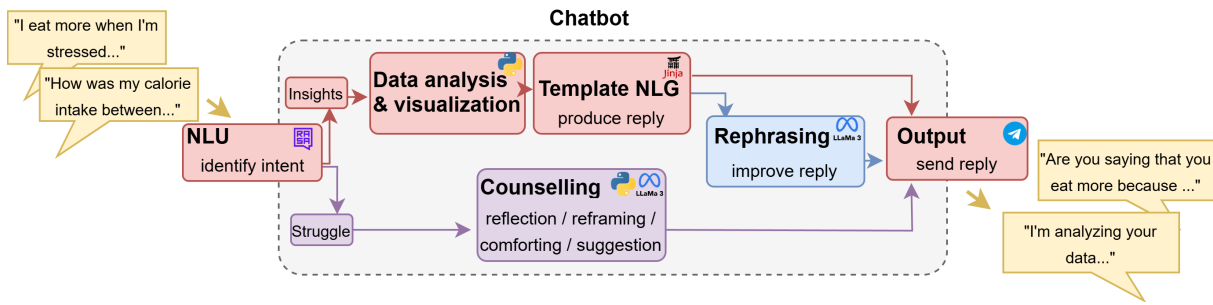 Chatbot
"I eat more when I'm
stressed..."
"How was my calorie
intake between..."
NLU
RASA
identify intent
Insights
Data analysis
& visualization
Template NLG
Jinja
produce reply
Rephrasing
LLaMa 3
improve reply
Output
send reply
Struggle
Counselling
LLaMa 3
reflection / reframing /
comforting / suggestion
"Are you saying that you
eat more because ..."
"I'm analyzing your
data..."